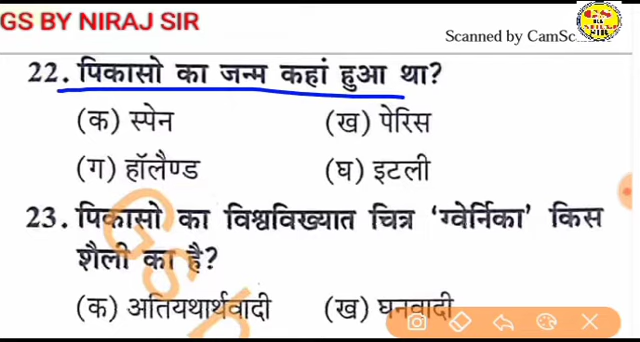 GS BY NIRAJ SIR
Scanned by CamSc
22. पिकासो का जन्म कहां हुआ था?
(क) स्पेन (ख) पेरिस
(ग) हॉलैण्ड (घ) इटली
23. पिकासो का विश्वविख्यात चित्र ‘ग्वेर्निका’ किस
शैली का है?
(क) अतियथार्थवादी (ख) घनवादी